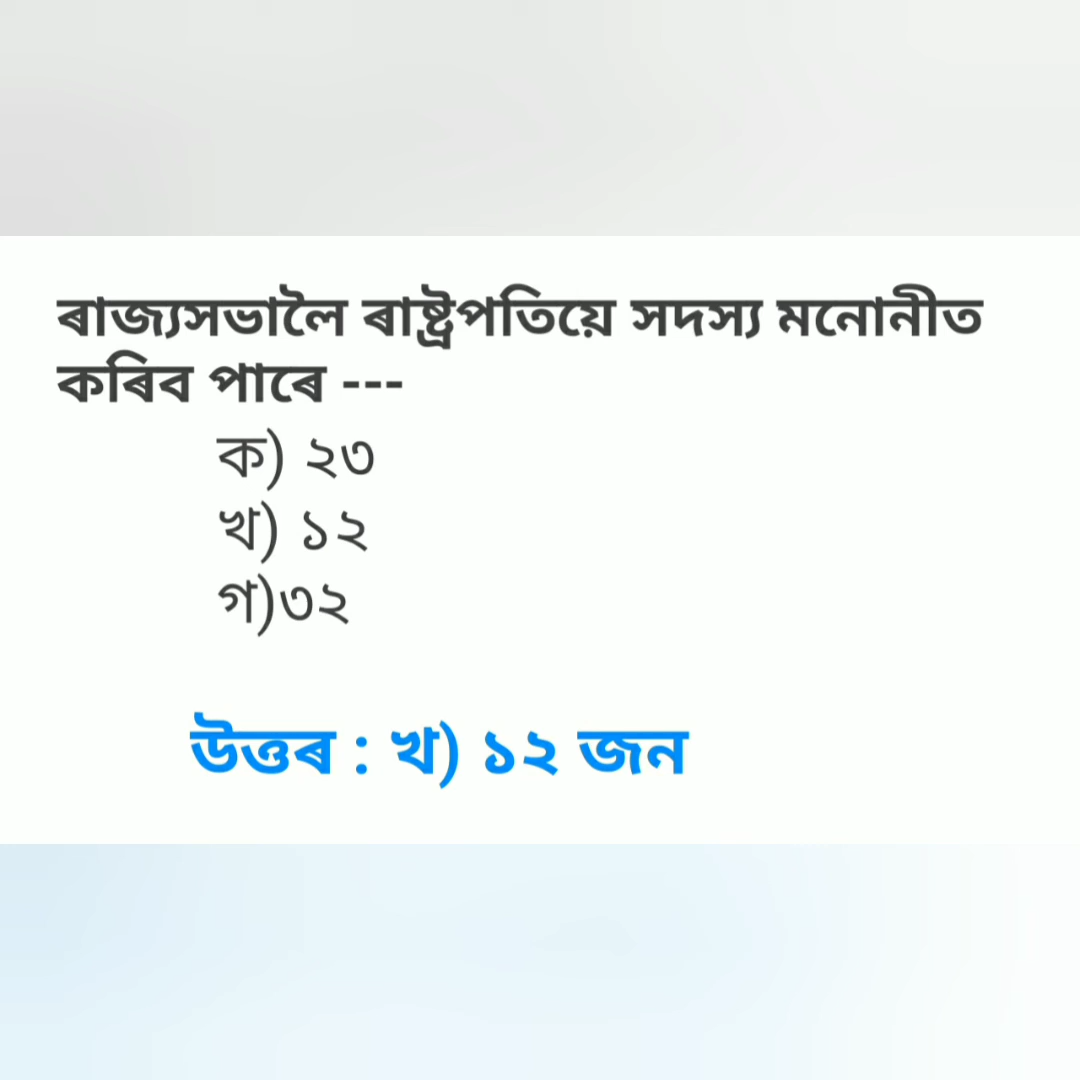 ৰাজ্যসভালৈ ৰাষ্ট্ৰপতিয়ে সদস্য মনোনীত
কৰিব পাৰে ---
ক) ২৩
খ) ১২
গ)৩২
উত্তৰ : খ) ১২ জন